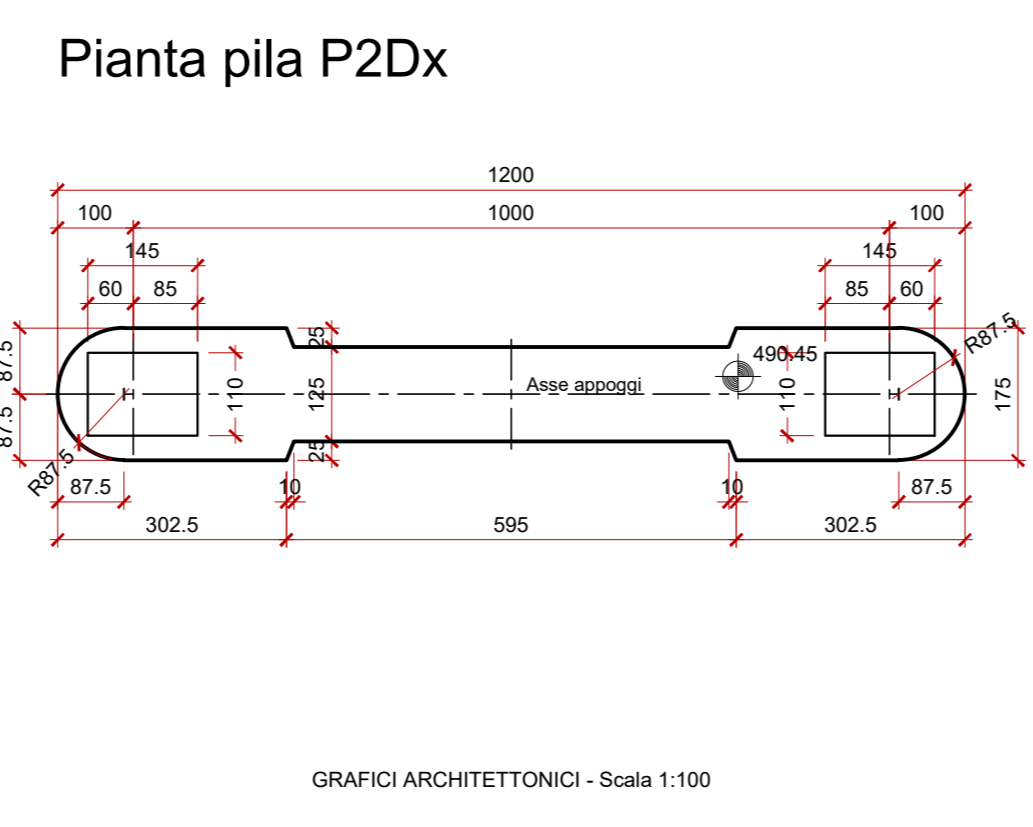 Pianta pila P2Dx
1200
100 1000 100
145 145
60 85 85 60
87.5 25 490.45 R87.5
Asse appoggi
110 125 110 175
87.5 25
R87.5 87.5 10 10 87.5
302.5 595 302.5
GRAFICI ARCHITETTONICI - Scala 1:100